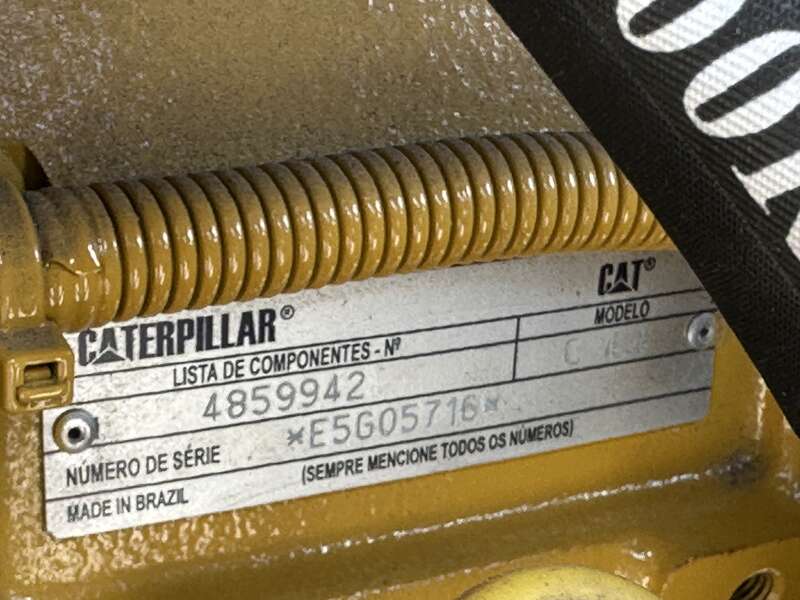 CATERPILLAR® CAT®
LISTA DE COMPONENTES - Nº MODELO
4859942
NÚMERO DE SÉRIE *E5G05716*
MADE IN BRAZIL (SEMPRE MENCIONE TODOS OS NÚMEROS)